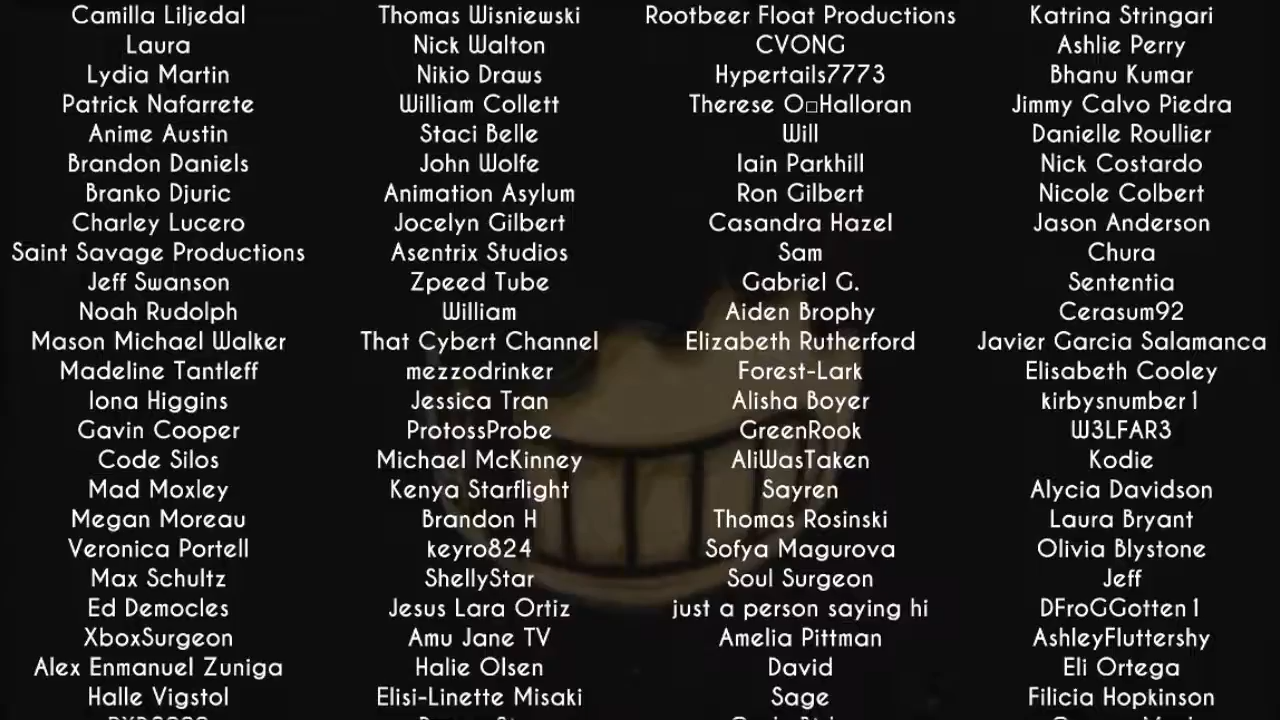 Camilla Liljedal Thomas Wisniewski Rootbeer Float Productions Katrina Stringari
Laura Nick Walton CVONG Ashlie Perry
Lydia Martin Nikio Draws Hypertails7773 Bhanu Kumar
Patrick Nafarrete William Collett Therese O□Halloran Jimmy Calvo Piedra
Anime Austin Staci Belle Will Danielle Roullier
Brandon Daniels John Wolfe Iain Parkhill Nick Costardo
Branko Djuric Animation Asylum Ron Gilbert Nicole Colbert
Charley Lucero Jocelyn Gilbert Casandra Hazel Jason Anderson
Saint Savage Productions Asentrix Studios Sam Chura
Jeff Swanson Zpeed Tube Gabriel G. Sententia
Noah Rudolph William Aiden Brophy Cerasum92
Mason Michael Walker That Cybert Channel Elizabeth Rutherford Javier Garcia Salamanca
Madeline Tantleff mezzodrinker Forest-Lark Elisabeth Cooley
Iona Higgins Jessica Tran Alisha Boyer kirbysnumber1
Gavin Cooper ProtossProbe GreenRook W3LFAR3
Code Silos Michael McKinney AliWasTaken Kodie
Mad Moxley Kenya Starflight Sayren Alycia Davidson
Megan Moreau Brandon H Thomas Rosinski Laura Bryant
Veronica Portell keyro824 Sofya Magurova Olivia Blystone
Max Schultz ShellyStar Soul Surgeon Jeff
Ed Democles Jesus Lara Ortiz just a person saying hi DFroGGotten1
XboxSurgeon Amu Jane TV Amelia Pittman AshleyFluttershy
Alex Enmanuel Zuniga Halie Olsen David Eli Ortega
Halle Vigstol Elisi-Linette Misaki Sage Filicia Hopkinson